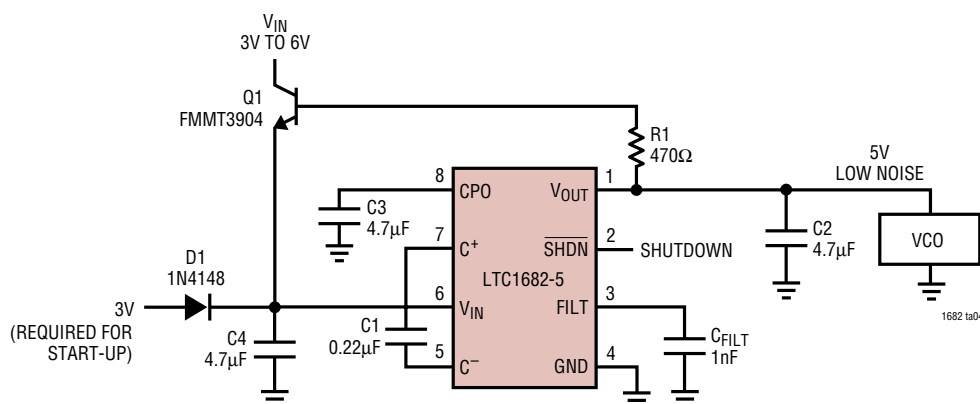 VIN
3V TO 6V
Q1
FMMT3904
R1
470Ω
5V
LOW NOISE
8
CPO
VOUT
1
C3
4.7μF
7
C+
SHDN
2
SHUTDOWN
C2
4.7μF
VCO
D1
1N4148
LTC1682-5
3V
(REQUIRED FOR
START-UP)
6
VIN
FILT
3
1682 ta04
C4
4.7μF
C1
0.22μF
5
C–
GND
4
CFILT
1nF